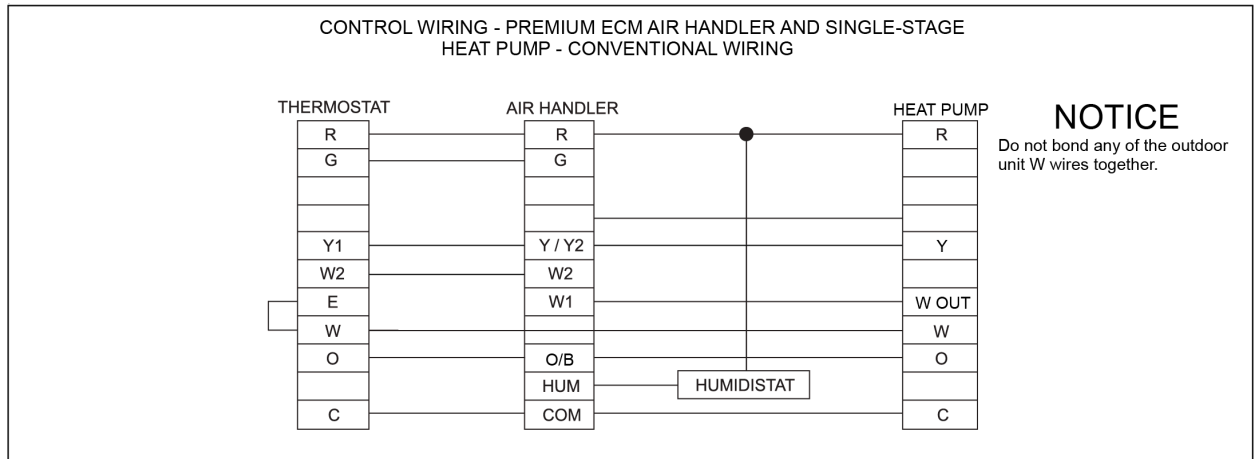 CONTROL WIRING - PREMIUM ECM AIR HANDLER AND SINGLE-STAGE
HEAT PUMP - CONVENTIONAL WIRING
THERMOSTAT
R
G
Y1
W2
E
W
O
C
AIR HANDLER
R
G
Y / Y2
W2
W1
O/B
HUM
COM
HUMIDISTAT
HEAT PUMP
R
Y
W OUT
W
O
C
NOTICE
Do not bond any of the outdoor
unit W wires together.